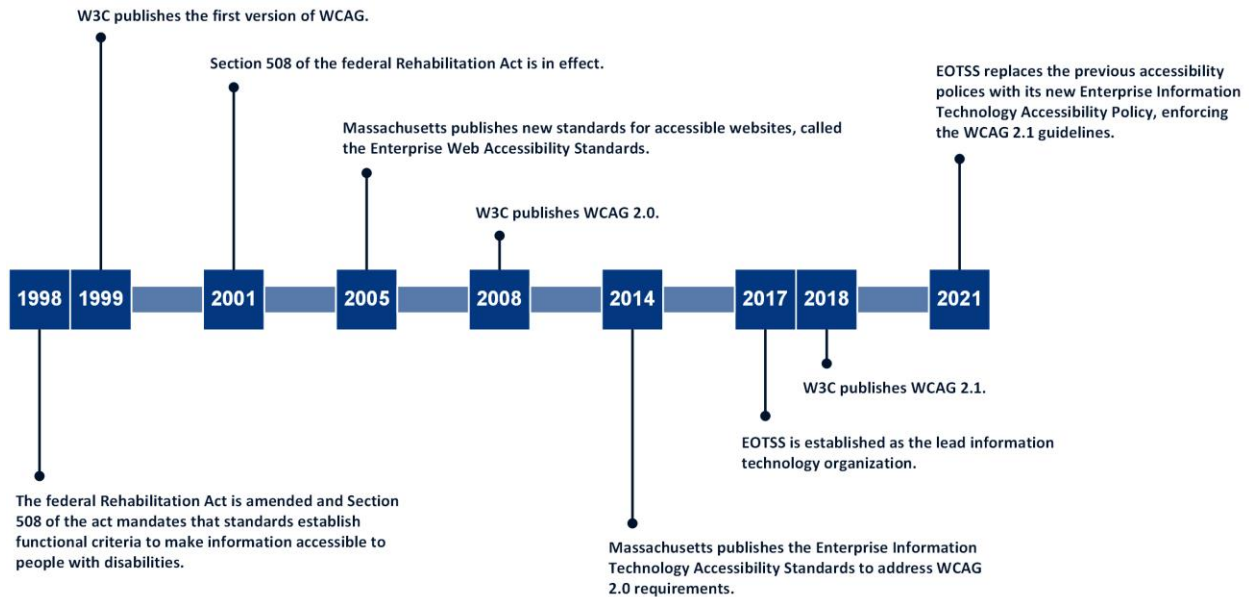 W3C publishes the first version of WCAG.
Section 508 of the federal Rehabilitation Act is in effect.
EOTSS replaces the previous accessibility
polices with its new Enterprise Information
Technology Accessibility Policy, enforcing
the WCAG 2.1 guidelines.
Massachusetts publishes new standards for accessible websites, called
the Enterprise Web Accessibility Standards.
W3C publishes WCAG 2.0.
1998 1999 2001 2005 2008 2014 2017 2018 2021
W3C publishes WCAG 2.1.
EOTSS is established as the lead information
technology organization.
The federal Rehabilitation Act is amended and Section
508 of the act mandates that standards establish
functional criteria to make information accessible to
people with disabilities.
Massachusetts publishes the Enterprise Information
Technology Accessibility Standards to address WCAG
2.0 requirements.